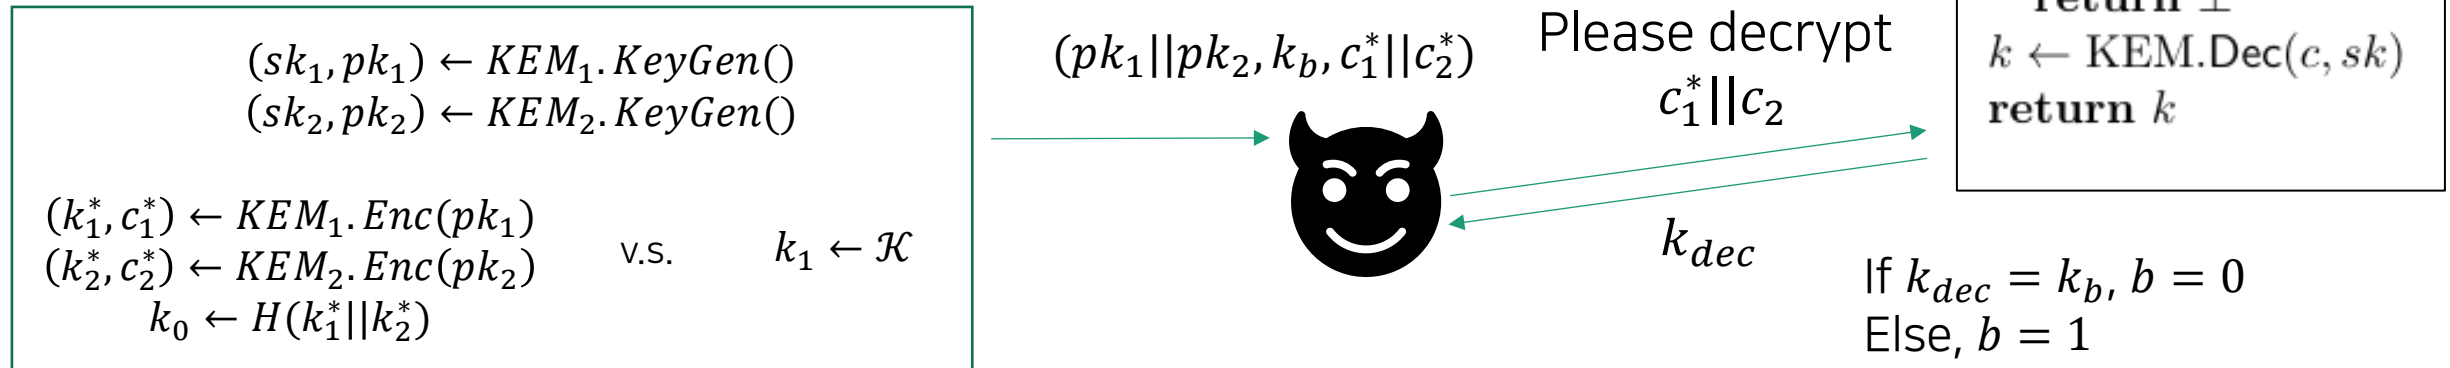 (sk₁, pk₁) ← KEM₁.KeyGen()
(sk₂, pk₂) ← KEM₂.KeyGen()
(k₁*, c₁*) ← KEM₁.Enc(pk₁)
(k₂*, c₂*) ← KEM₂.Enc(pk₂)
k₀ ← H(k₁*||k₂*)
v.s.
k₁ ← 𝒦
(pk₁||pk₂, k_b, c₁*||c₂*)
Please decrypt
c₁*||c₂
k_dec
return ⊥
k ← KEM.Dec(c, sk)
return k
If k_dec = k_b, b = 0
Else, b = 1